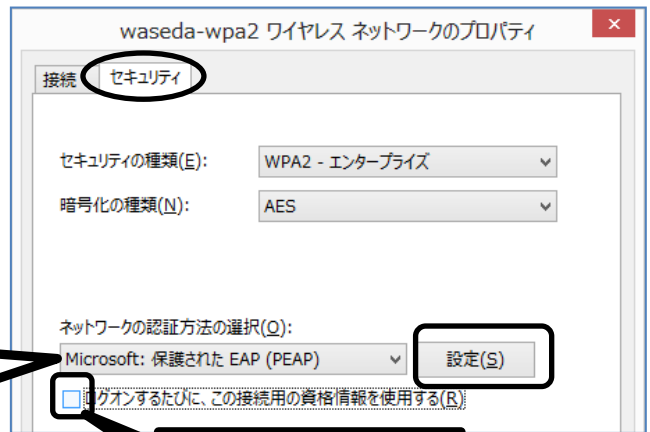 waseda-wpa2 ワイヤレス ネットワークのプロパティ
接続 セキュリティ
セキュリティの種類(E): WPA2 - エンタープライズ
暗号化の種類(N): AES
ネットワークの認証方法の選択(O):
Microsoft: 保護された EAP (PEAP) 設定(S)
ログオンするたびに、この接続用の資格情報を使用する(R)